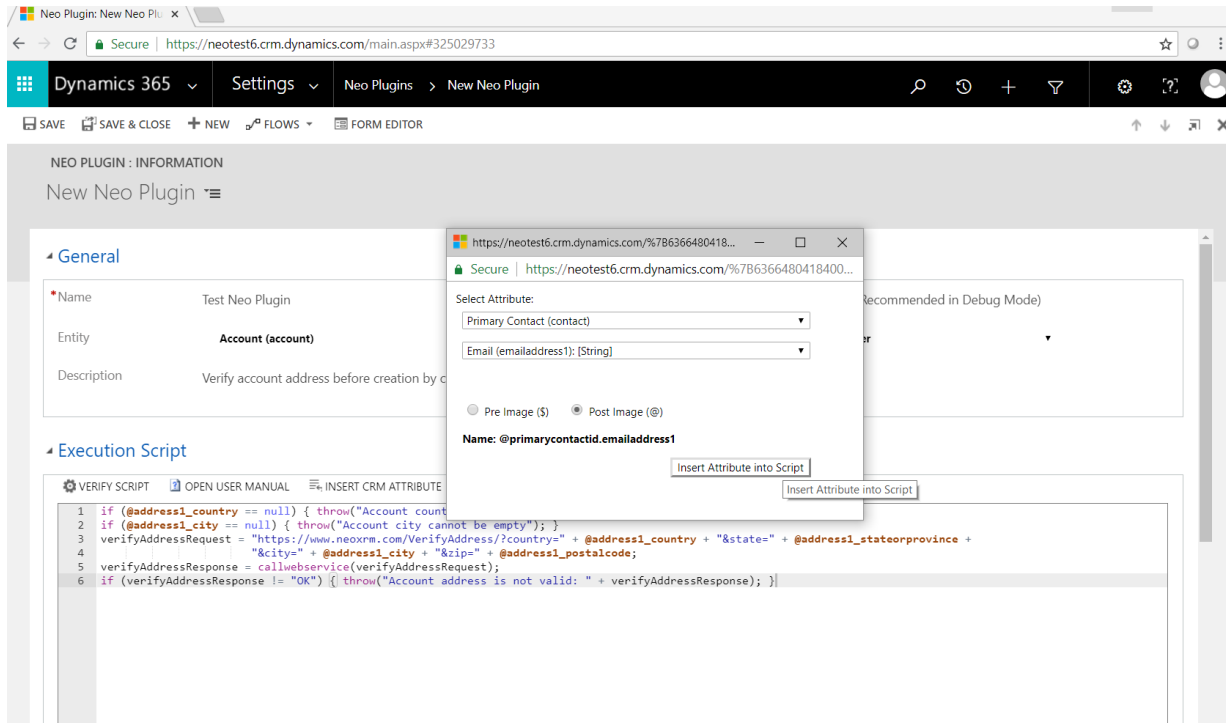 Neo Plugin: New Neo Plu
Secure | https://neotest6.crm.dynamics.com/main.aspx#325029733
Dynamics 365 Settings Neo Plugins > New Neo Plugin
SAVE SAVE & CLOSE NEW FLOWS FORM EDITOR
NEO PLUGIN : INFORMATION
New Neo Plugin
General
*Name Test Neo Plugin
Recommended in Debug Mode)
Entity Account (account)
er
Description Verify account address before creation by c
https://neotest6.crm.dynamics.com/%7B6366480418...
Secure | https://neotest6.crm.dynamics.com/%7B6366480418400...
Select Attribute:
Primary Contact (contact)
Email (emailaddress1): [String]
Pre Image ($) Post Image (@)
Name: @primarycontactid.emailaddress1
Insert Attribute into Script
Insert Attribute into Script
Execution Script
VERIFY SCRIPT OPEN USER MANUAL INSERT CRM ATTRIBUTE
1 if (@address1_country == null) { throw("Account count
2 if (@address1_city == null) { throw("Account city cannot be empty"); }
3 verifyAddressRequest = "https://www.neoxrm.com/VerifyAddress/?country=" + @address1_country + "&state=" + @address1_stateorprovince +
4 "&city=" + @address1_city + "&zip=" + @address1_postalcode;
5 verifyAddressResponse = callwebservice(verifyAddressRequest);
6 if (verifyAddressResponse != "OK") { throw("Account address is not valid: " + verifyAddressResponse); }